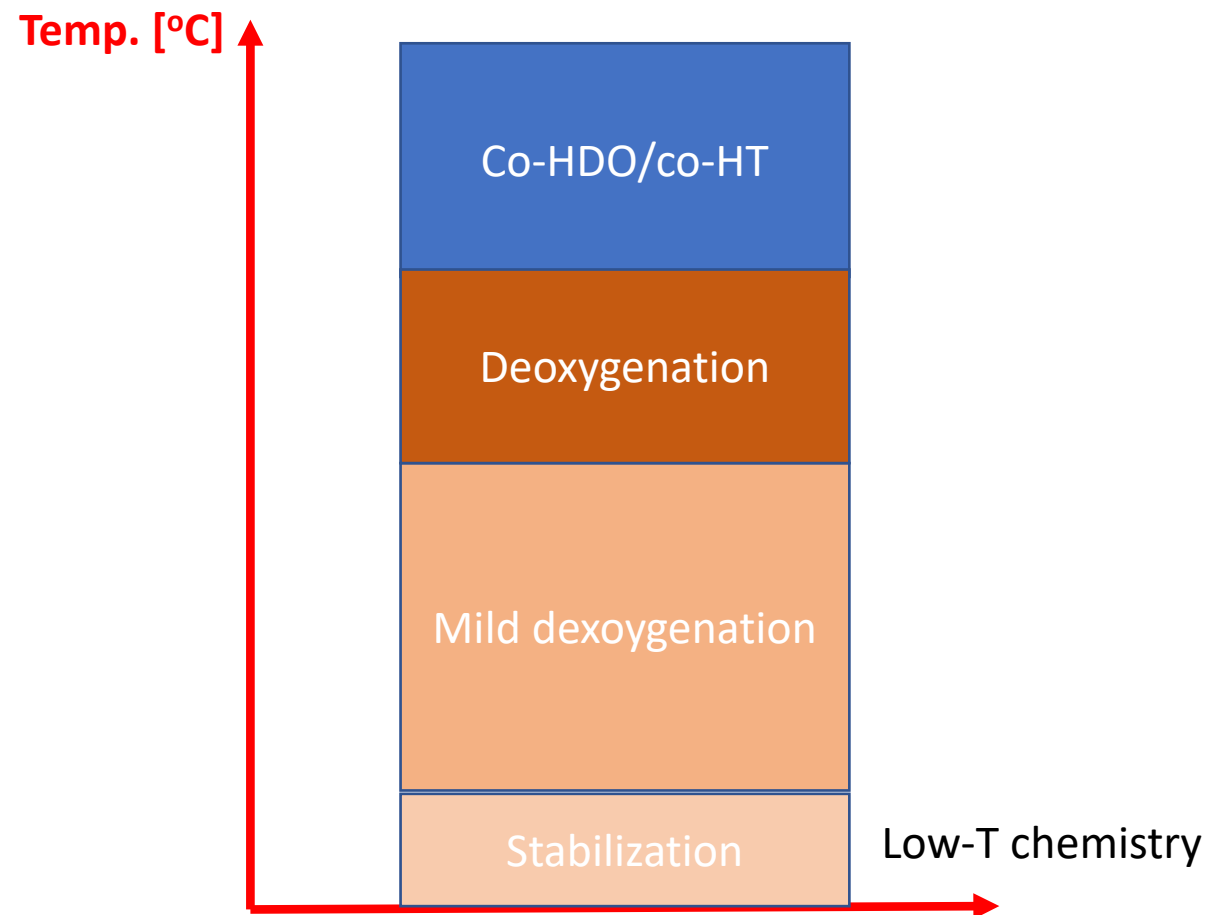 Temp. [ºC]
Co-HDO/co-HT
Deoxygenation
Mild dexoygenation
Stabilization
Low-T chemistry